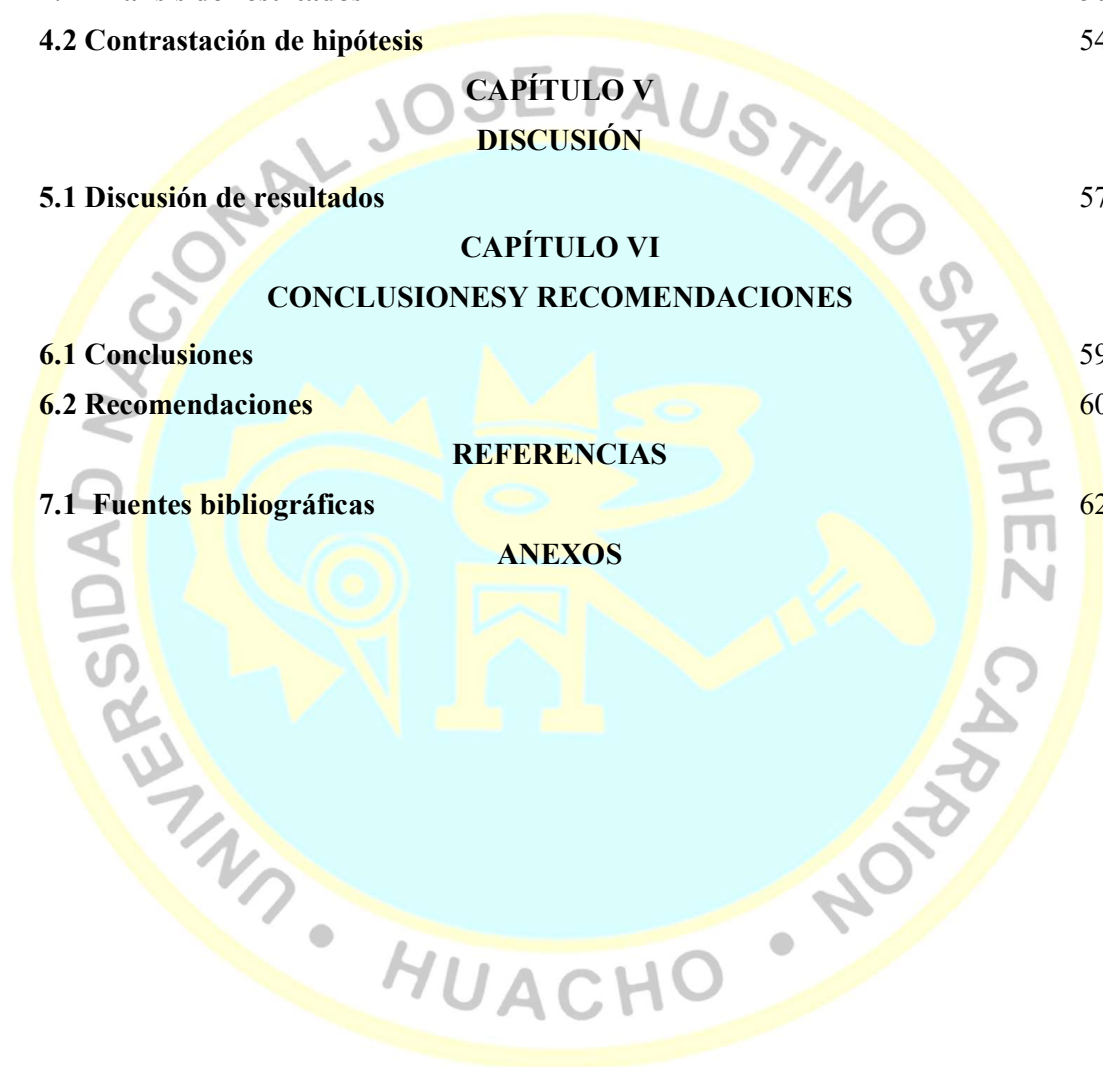 4.2 Contrastación de hipótesis 54
CAPÍTULO V
DISCUSIÓN
5.1 Discusión de resultados 57
CAPÍTULO VI
CONCLUSIONESY RECOMENDACIONES
6.1 Conclusiones 59
6.2 Recomendaciones 60
REFERENCIAS
7.1 Fuentes bibliográficas 62
ANEXOS
UNIVERSIDAD NACIONAL JOSE FAUSTINO SANCHEZ CARRION • HUACHO •